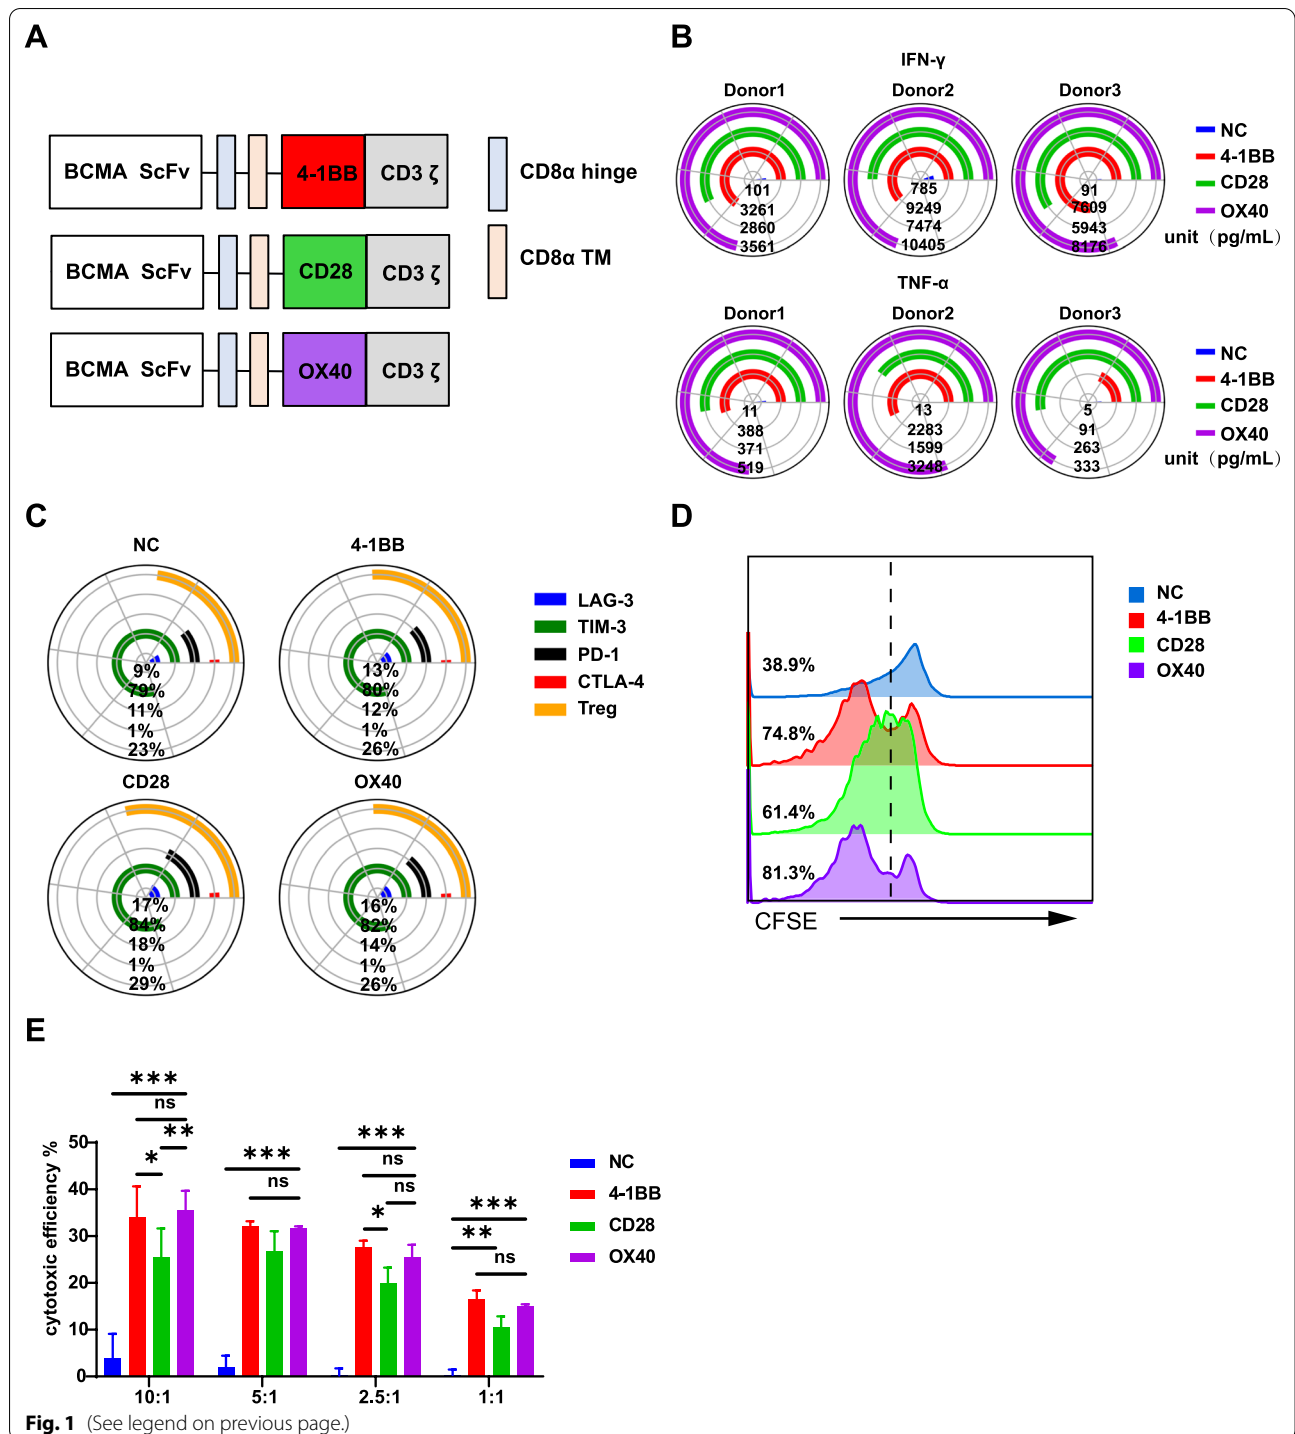 A
BCMA ScFv 4-1BB CD3 ζ
BCMA ScFv CD28 CD3 ζ
BCMA ScFv OX40 CD3 ζ
CD8α hinge
CD8α TM
B
IFN-γ
Donor1 Donor2 Donor3
101
3261
2860
3561
785
9249
7474
10405
91
7609
5943
8176
NC
4-1BB
CD28
OX40
unit（pg/mL）
TNF-α
Donor1 Donor2 Donor3
11
388
371
519
13
2283
1599
3248
5
91
263
333
NC
4-1BB
CD28
OX40
unit（pg/mL）
C
NC
9%
79%
11%
1%
23%
4-1BB
13%
80%
12%
1%
26%
CD28
17%
84%
18%
1%
29%
OX40
16%
82%
14%
1%
26%
LAG-3
TIM-3
PD-1
CTLA-4
Treg
D
38.9%
74.8%
61.4%
81.3%
CFSE
NC
4-1BB
CD28
OX40
E
cytotoxic efficiency %
50
40
30
20
10
0
***
ns
**
*
***
ns
***
ns
ns
*
***
**
ns
10:1 5:1 2.5:1 1:1
NC
4-1BB
CD28
OX40
Fig. 1 (See legend on previous page.)